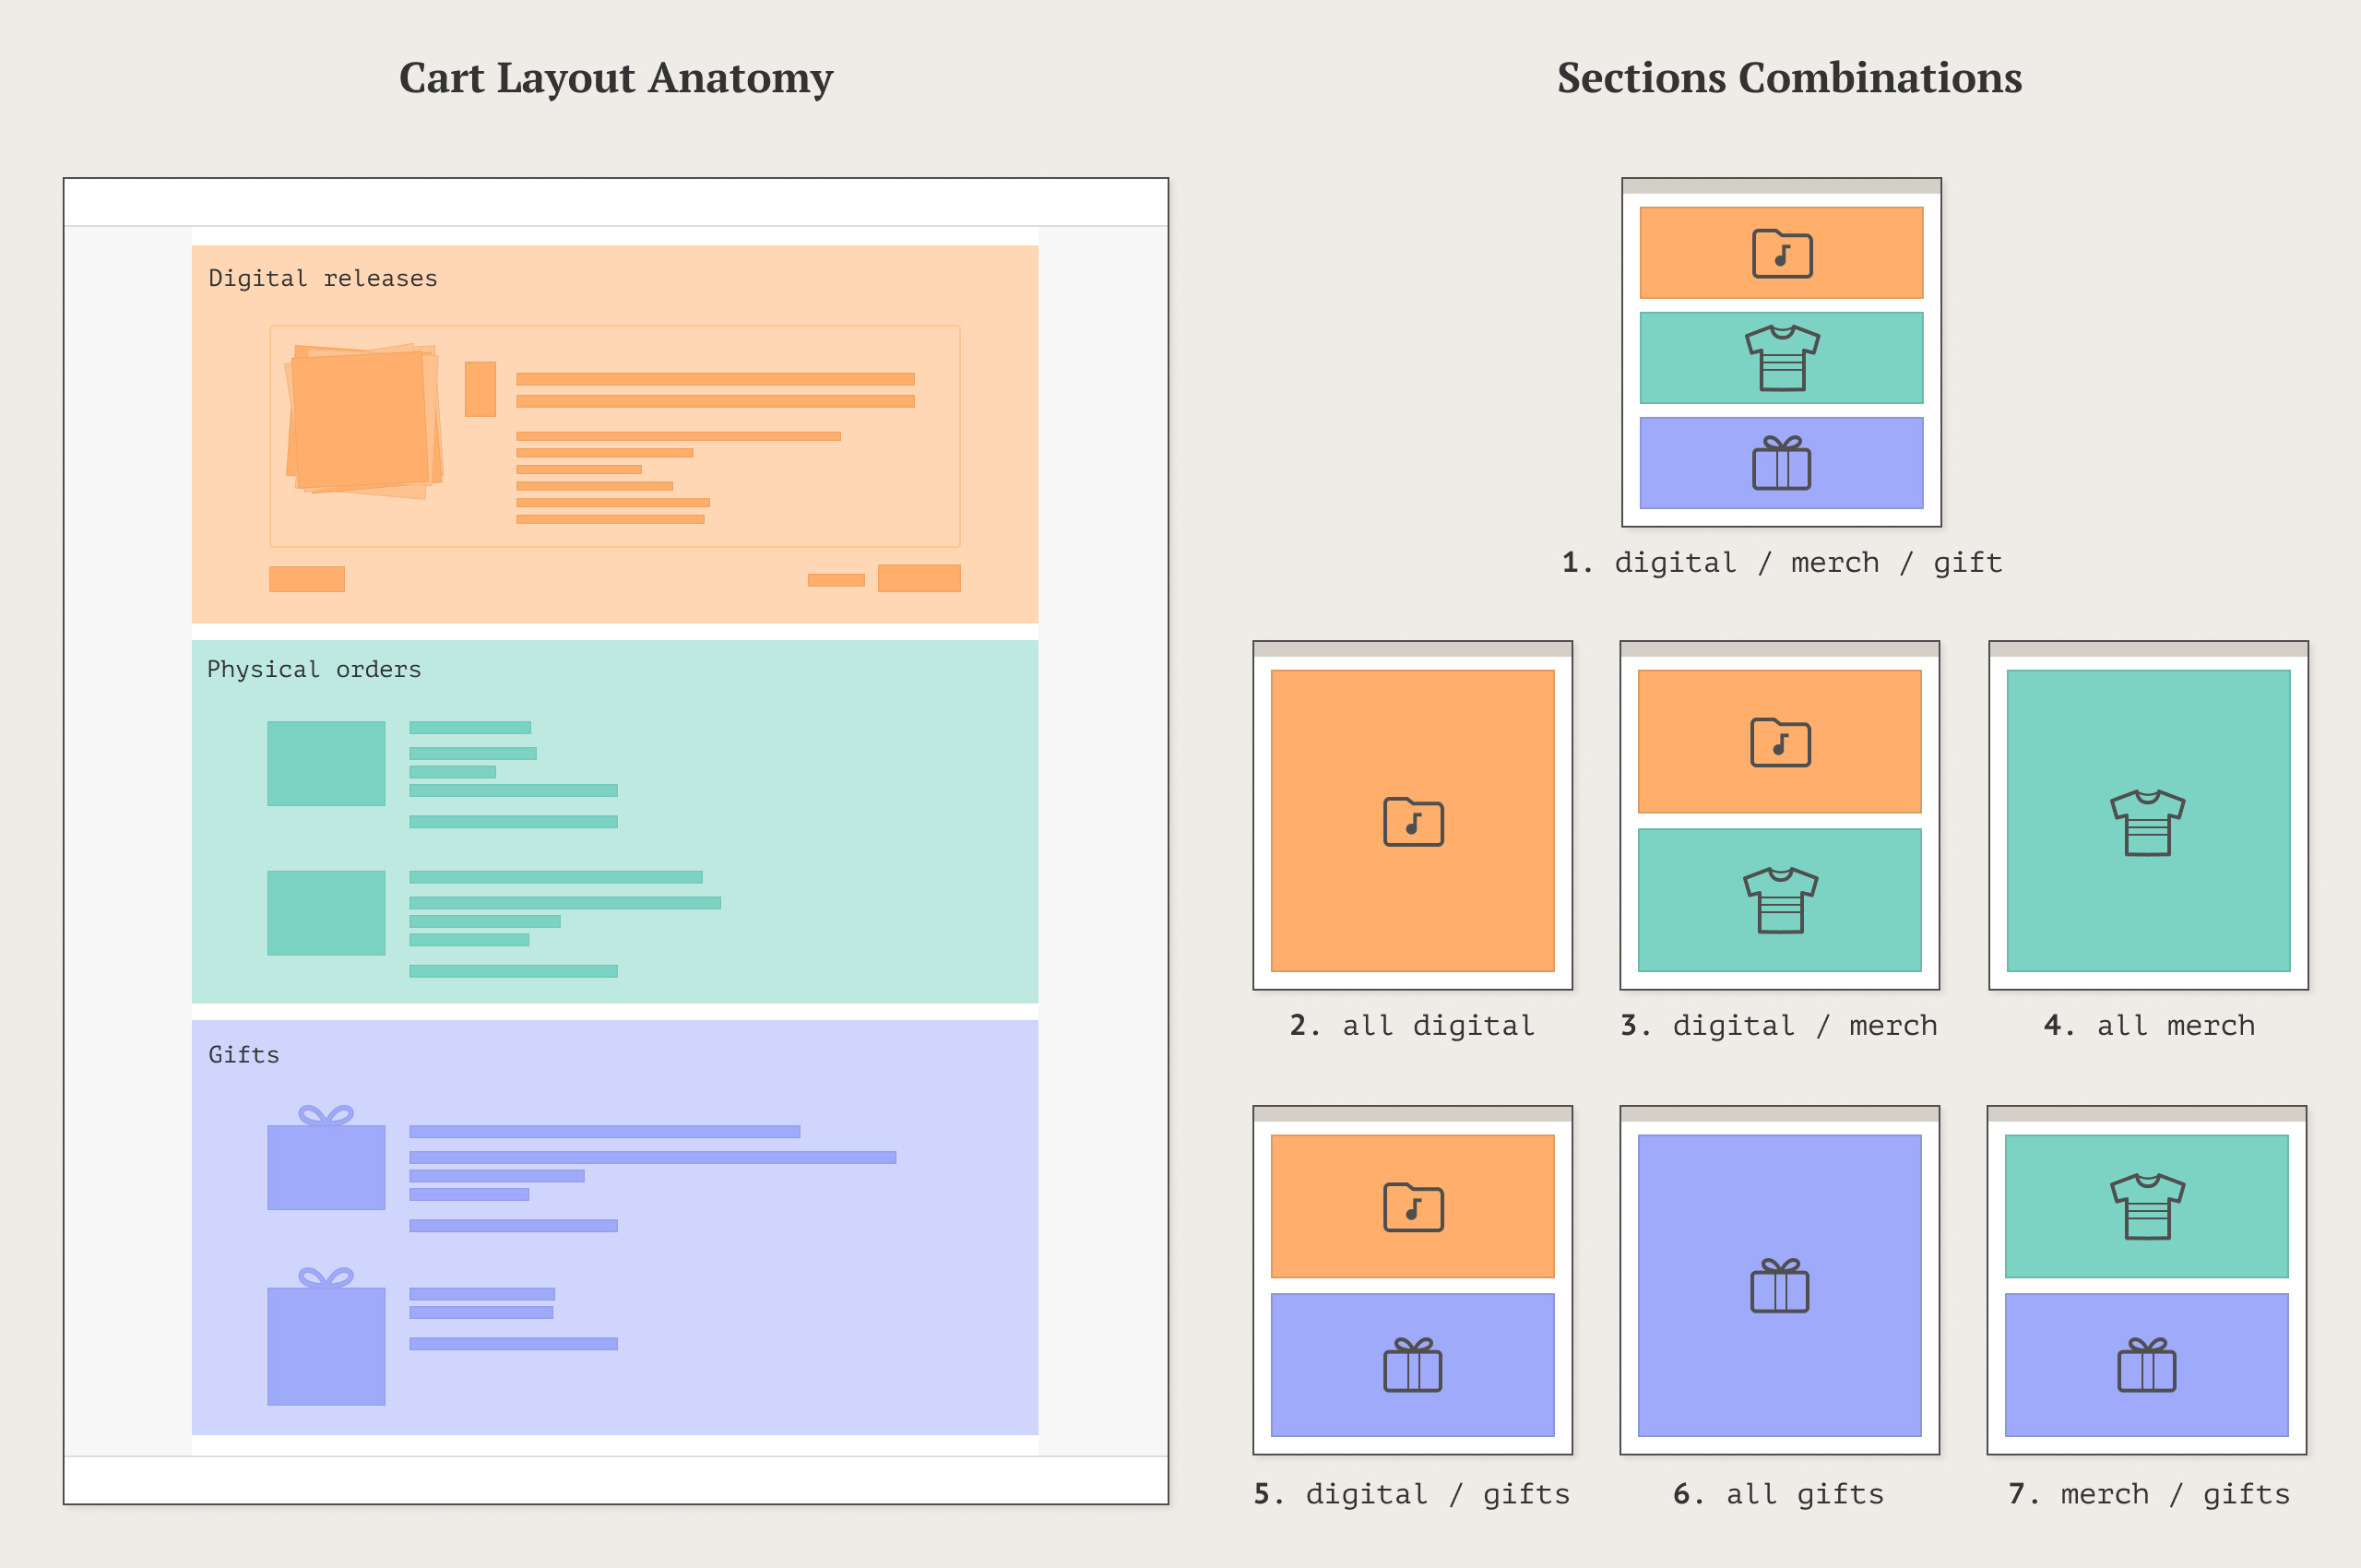 Cart Layout Anatomy
Digital releases
Physical orders
Gifts
Sections Combinations
1. digital / merch / gift
2. all digital
3. digital / merch
4. all merch
5. digital / gifts
6. all gifts
7. merch / gifts